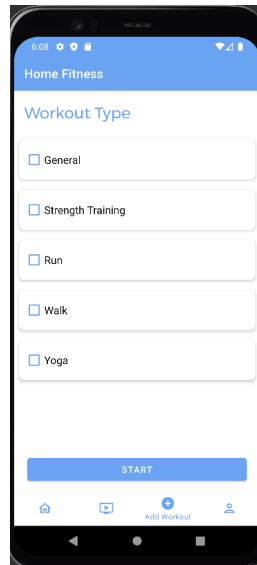 6:08
Home Fitness
Workout Type
General
Strength Training
Run
Walk
Yoga
START
Add Workout